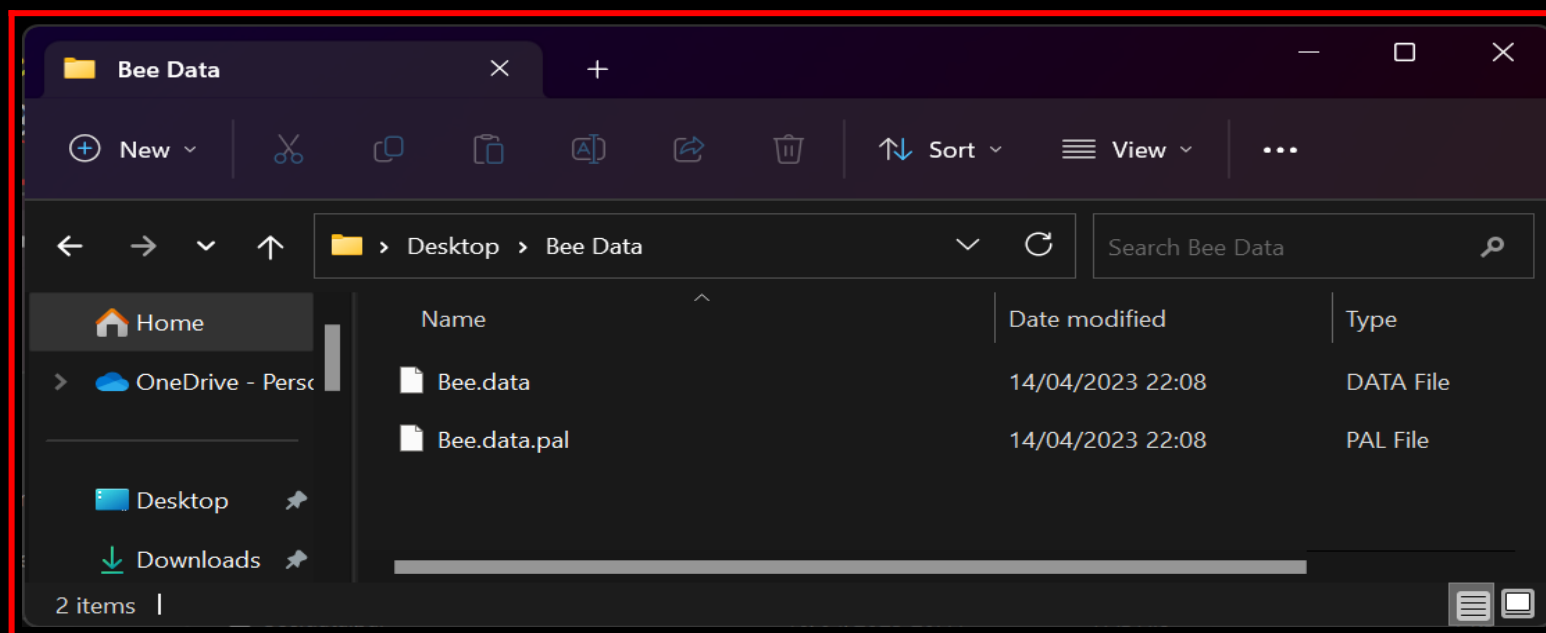 Bee Data
New
Sort
View
Desktop Bee Data
Search Bee Data
Home
Name
Date modified
Type
OneDrive - Persc
Bee.data
14/04/2023 22:08
DATA File
Bee.data.pal
14/04/2023 22:08
PAL File
Desktop
Downloads
2 items